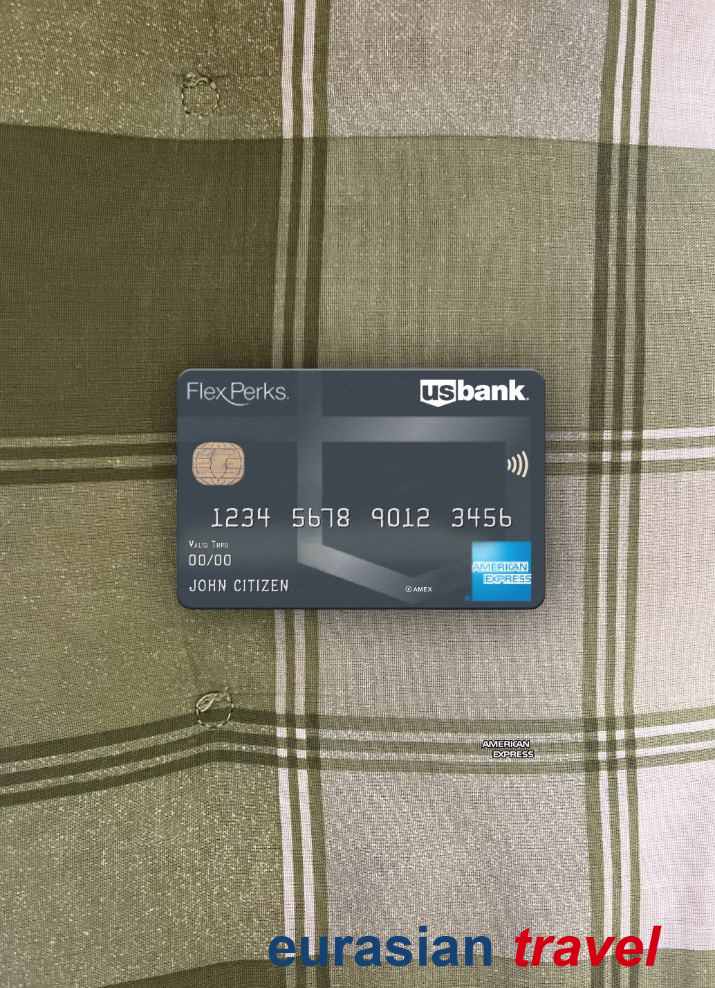 FlexPerks.
usbank.
1234 5678 9012 3456
VALID THRU
00/00
JOHN CITIZEN
AMEX
AMERICAN
EXPRESS
AMERICAN
EXPRESS
eurasian travel